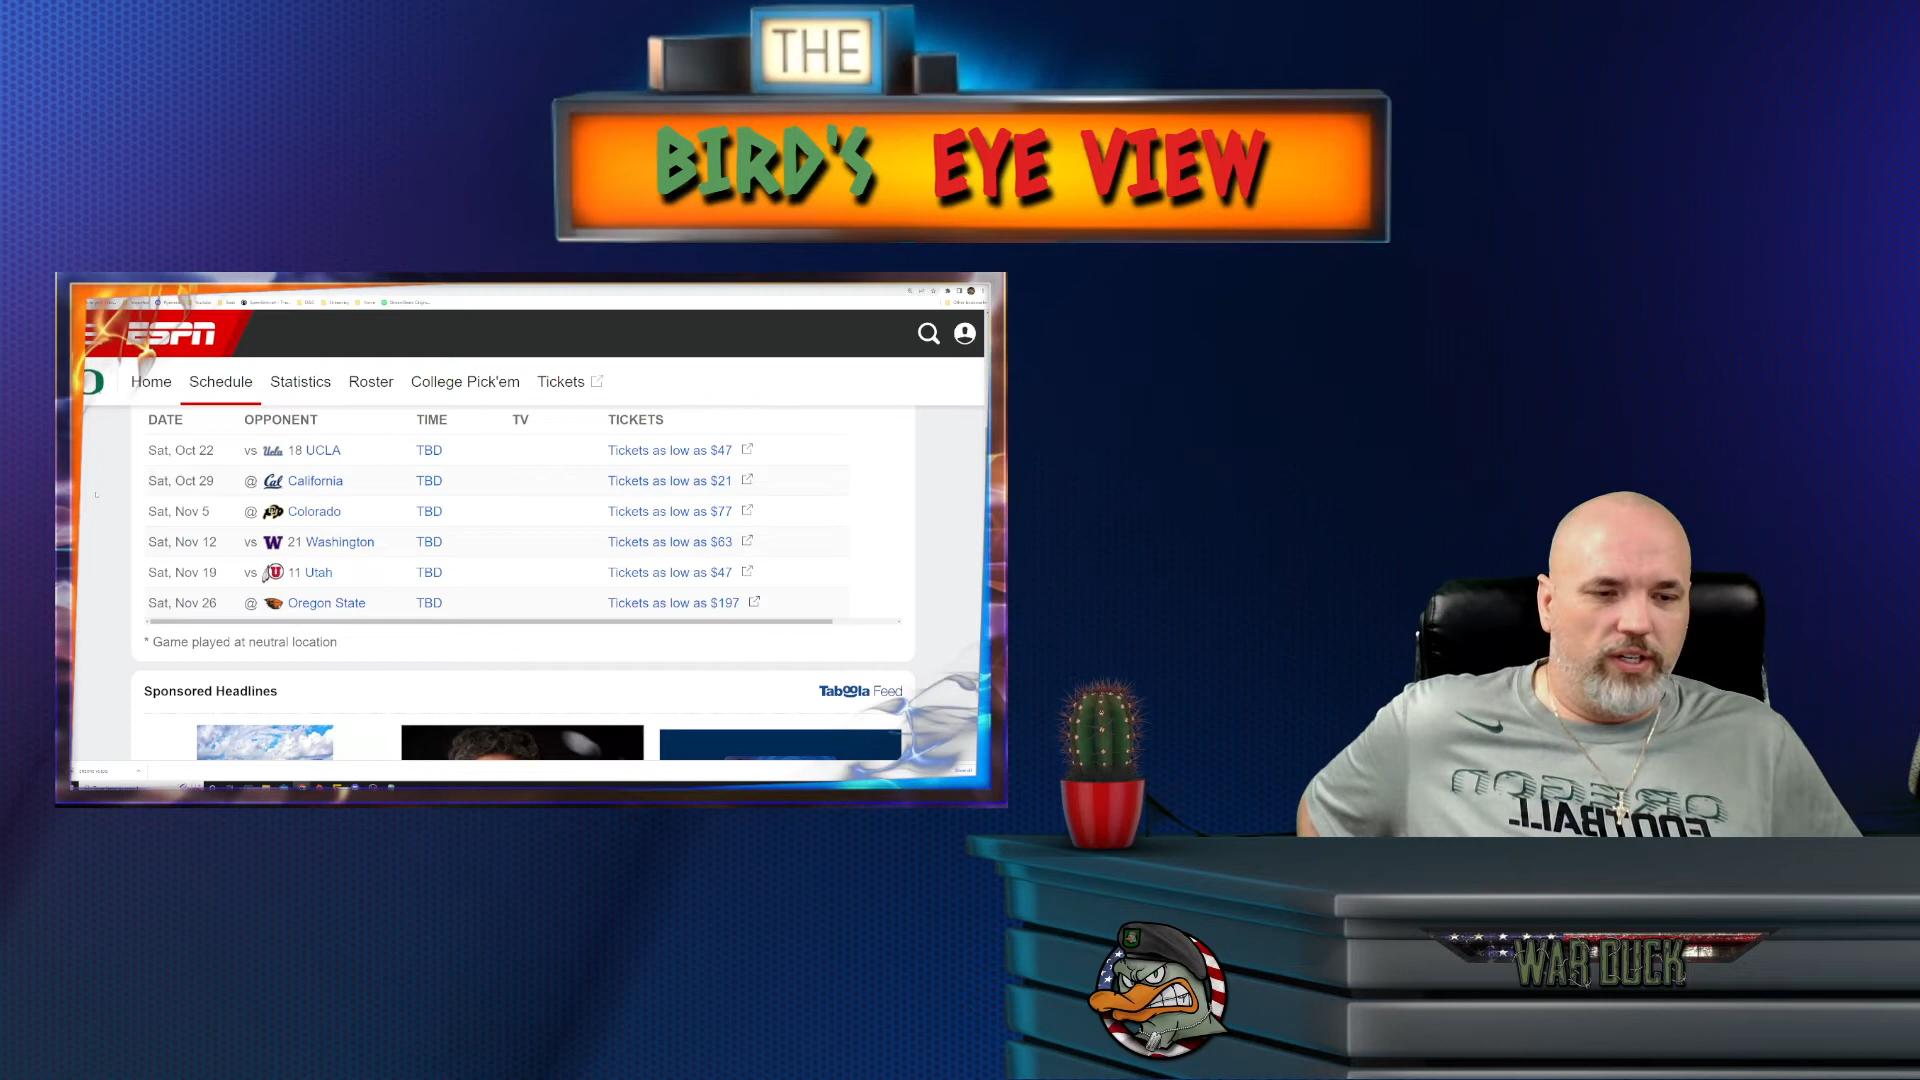 THE
BIRD'S EYE VIEW
ESPN
Home Schedule Statistics Roster College Pick'em Tickets
DATE OPPONENT TIME TV TICKETS
Sat, Oct 22 vs Ucla 18 UCLA TBD Tickets as low as $47
Sat, Oct 29 @ Cal California TBD Tickets as low as $21
Sat, Nov 5 @ CU Colorado TBD Tickets as low as $77
Sat, Nov 12 vs W 21 Washington TBD Tickets as low as $63
Sat, Nov 19 vs U 11 Utah TBD Tickets as low as $47
Sat, Nov 26 @ Oregon State TBD Tickets as low as $197
* Game played at neutral location
Sponsored Headlines Taboola Feed
OREGON
FOOTBALL
WAR DUCK